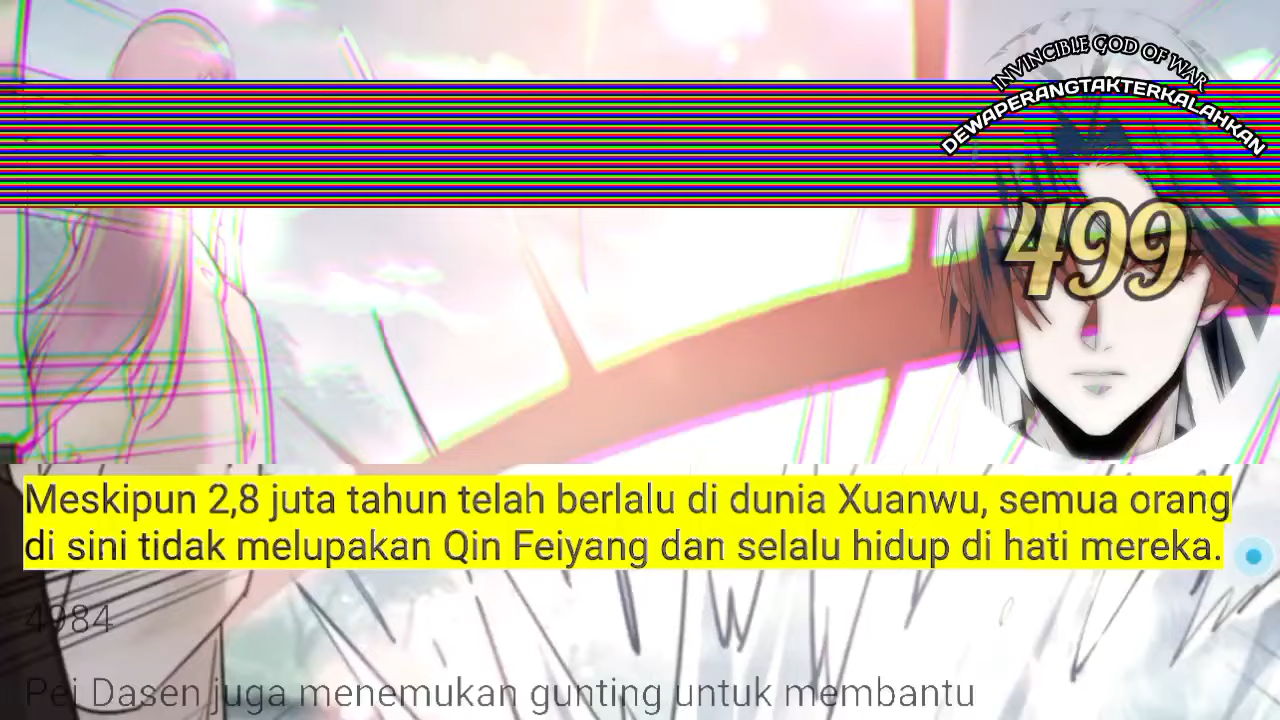 INVINCIBLE GOD OF WAR
DEWAPERANGTAKTERKALAHKAN
499
Meskipun 2,8 juta tahun telah berlalu di dunia Xuanwu, semua orang
di sini tidak melupakan Qin Feiyang dan selalu hidup di hati mereka.
4984
Pei Dasen juga menemukan gunting untuk membantu